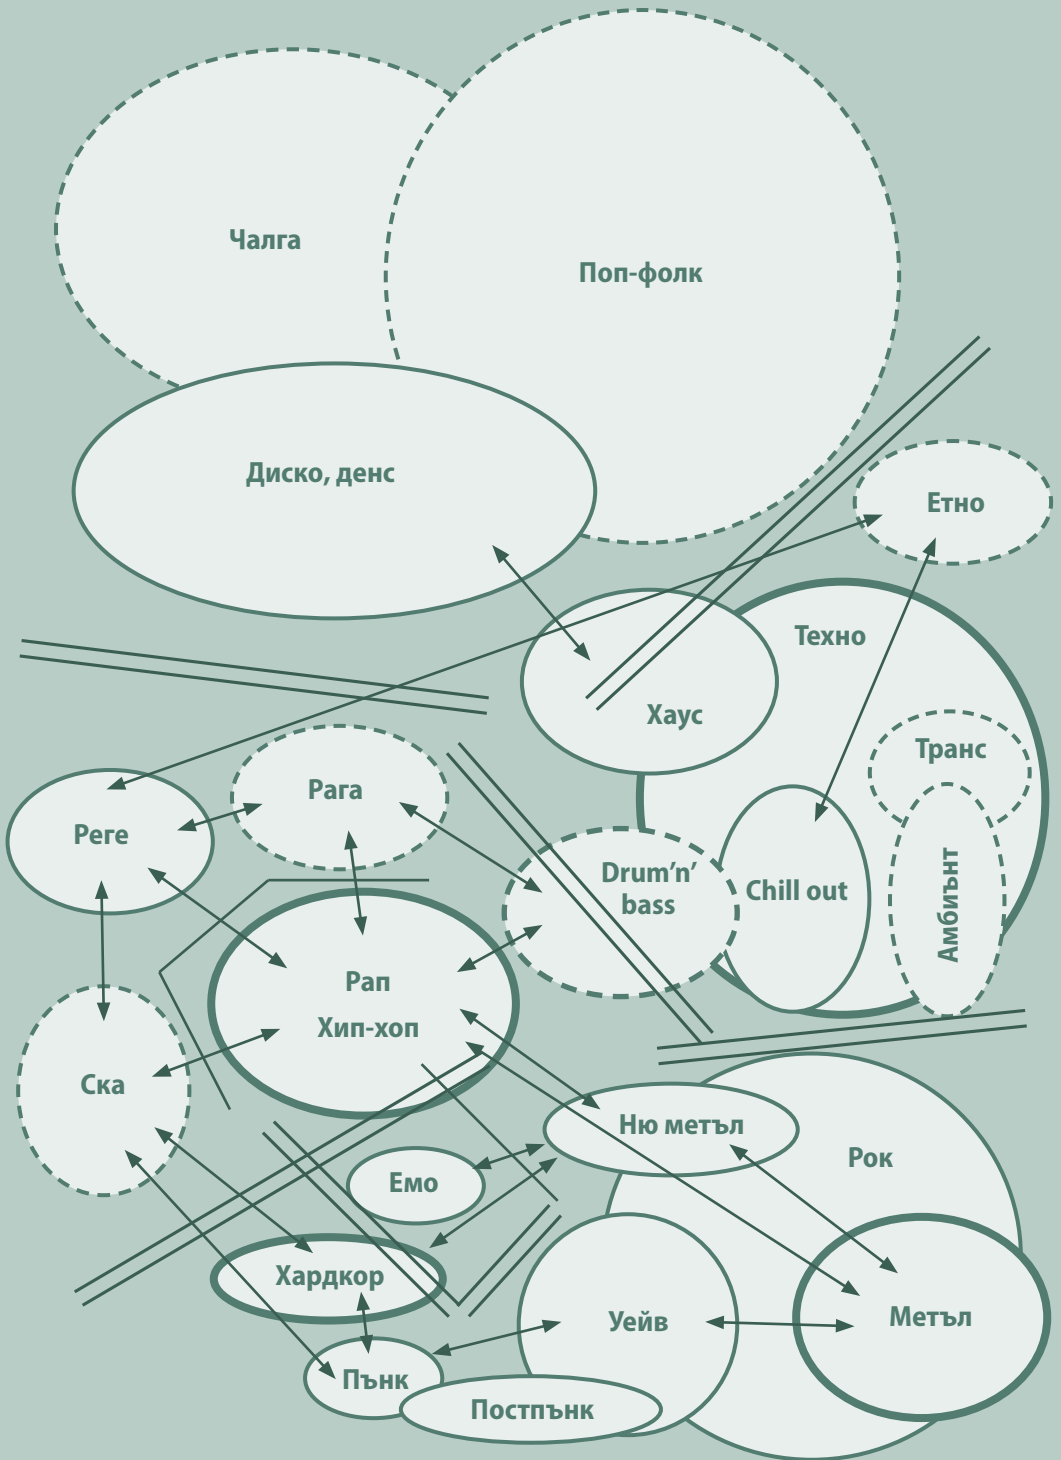 Чалга
Поп-фолк
Диско, денс
Етно
Техно
Хаус
Транс
Рага
Реге
Drum’n’
bass
Chill out
Амбиънт
Рап
Хип-хоп
Ска
Ню метъл
Рок
Емо
Хардкор
Уейв
Метъл
Пънк
Постпънк